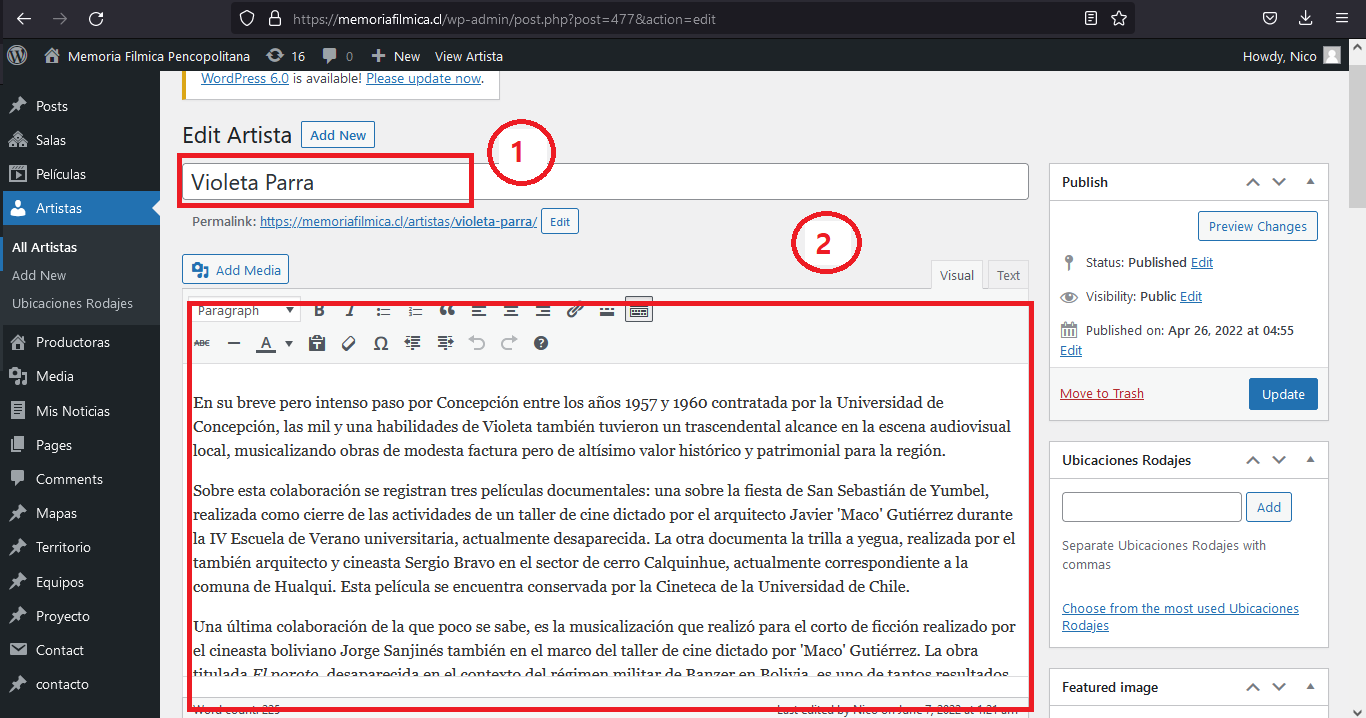 https://memoriafilmica.cl/wp-admin/post.php?post=477&action=edit
Memoria Filmica Pencopolitana 16 0 New View Artista Howdy, Nico
WordPress 6.0 is available! Please update now.
Posts
Salas
Películas
Artistas
All Artistas
Add New
Ubicaciones Rodajes
Productoras
Media
Mis Noticias
Pages
Comments
Mapas
Territorio
Equipos
Proyecto
Contact
contacto
Edit Artista Add New
1
Violeta Parra
Permalink: https://memoriafilmica.cl/artistas/violeta-parra/ Edit
2
Add Media
Visual Text
Paragraph B I
ABC A Ω ?
En su breve pero intenso paso por Concepción entre los años 1957 y 1960 contratada por la Universidad de
Concepción, las mil y una habilidades de Violeta también tuvieron un trascendental alcance en la escena audiovisual
local, musicalizando obras de modesta factura pero de altísimo valor histórico y patrimonial para la región.
Sobre esta colaboración se registran tres películas documentales: una sobre la fiesta de San Sebastián de Yumbel,
realizada como cierre de las actividades de un taller de cine dictado por el arquitecto Javier 'Maco' Gutiérrez durante
la IV Escuela de Verano universitaria, actualmente desaparecida. La otra documenta la trilla a yegua, realizada por el
también arquitecto y cineasta Sergio Bravo en el sector de cerro Calquinhue, actualmente correspondiente a la
comuna de Hualqui. Esta película se encuentra conservada por la Cineteca de la Universidad de Chile.
Una última colaboración de la que poco se sabe, es la musicalización que realizó para el corto de ficción realizado por
el cineasta boliviano Jorge Sanjinés también en el marco del taller de cine dictado por 'Maco' Gutiérrez. La obra
titulada El poroto, desaparecida en el contexto del régimen militar de Banzer en Bolivia, es uno de tantos resultados
Word count: 225 Last edited by Nico on June 7, 2022 at 1:21 am
Publish
Preview Changes
Status: Published Edit
Visibility: Public Edit
Published on: Apr 26, 2022 at 04:55
Edit
Move to Trash Update
Ubicaciones Rodajes
Add
Separate Ubicaciones Rodajes with
commas
Choose from the most used Ubicaciones
Rodajes
Featured image